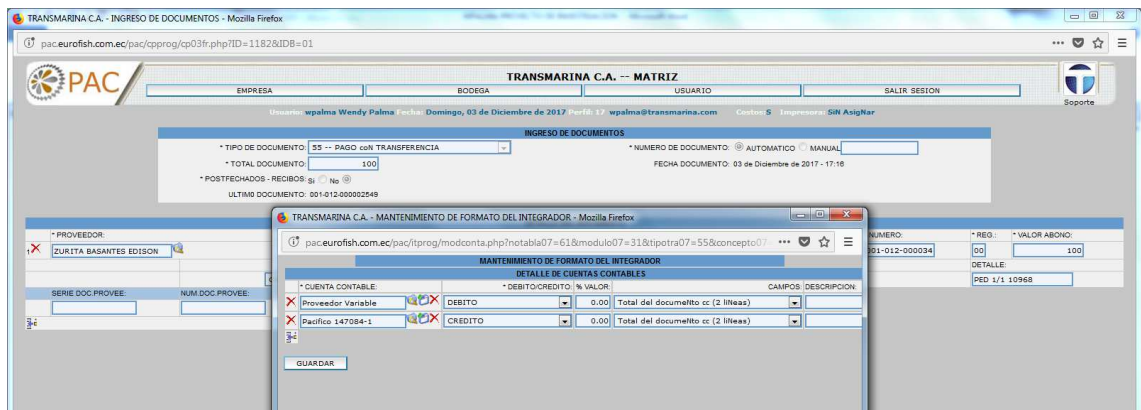 TRANSMARINA C.A. - INGRESO DE DOCUMENTOS - Mozilla Firefox
pac.eurofish.com.ec/pac/cpprog/cp03fr.php?ID=1182&IDB=01
PAC
TRANSMARINA C.A. -- MATRIZ
EMPRESA BODEGA USUARIO SALIR SESION
Soporte
Usuario: wpalma Wendy Palma Fecha: Domingo, 03 de Diciembre de 2017 Perfil: 17 wpalma@transmarina.com Costos: S Impresora: SiN AsigNar
INGRESO DE DOCUMENTOS
* TIPO DE DOCUMENTO: 55 -- PAGO coN TRANSFERENCIA * NUMERO DE DOCUMENTO: AUTOMATICO MANUAL
* TOTAL DOCUMENTO: 100 FECHA DOCUMENTO: 03 de Diciembre de 2017 - 17:16
* POSTFECHADOS - RECIBOS: Si No
ULTIMO DOCUMENTO: 001-012-000002549
TRANSMARINA C.A. - MANTENIMIENTO DE FORMATO DEL INTEGRADOR - Mozilla Firefox
* PROVEEDOR: NUMERO: * REG.: * VALOR ABONO:
1 ZURITA BASANTES EDISON 001-012-000034 00 100
pac.eurofish.com.ec/pac/itprog/modconta.php?notabla07=61&modulo07=31&tipotra07=55&concepto07
MANTENIMIENTO DE FORMATO DEL INTEGRADOR
DETALLE:
DETALLE DE CUENTAS CONTABLES
PED 1/1 10968
* CUENTA CONTABLE: * DEBITO/CREDITO: % VALOR: CAMPOS: DESCRIPCION:
SERIE DOC.PROVEE: NUM.DOC.PROVEE:
Proveedor Variable DEBITO 0.00 Total del documeNto cc (2 liNeas)
Pacifico 147084-1 CREDITO 0.00 Total del documeNto cc (2 liNeas)
GUARDAR